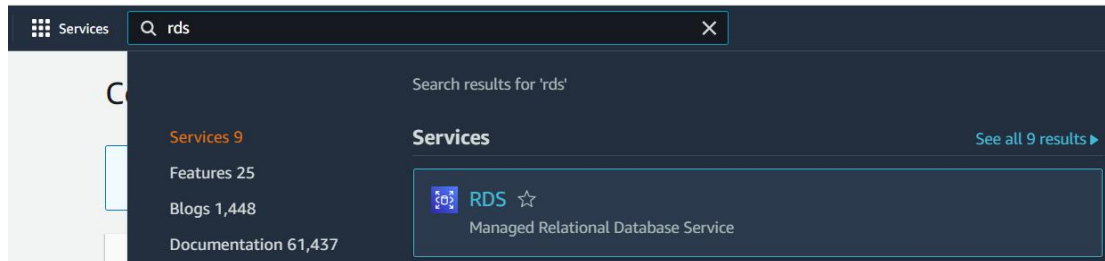 Services
rds
Search results for 'rds'
Services 9
Features 25
Blogs 1,448
Documentation 61,437
Services
See all 9 results
RDS
Managed Relational Database Service